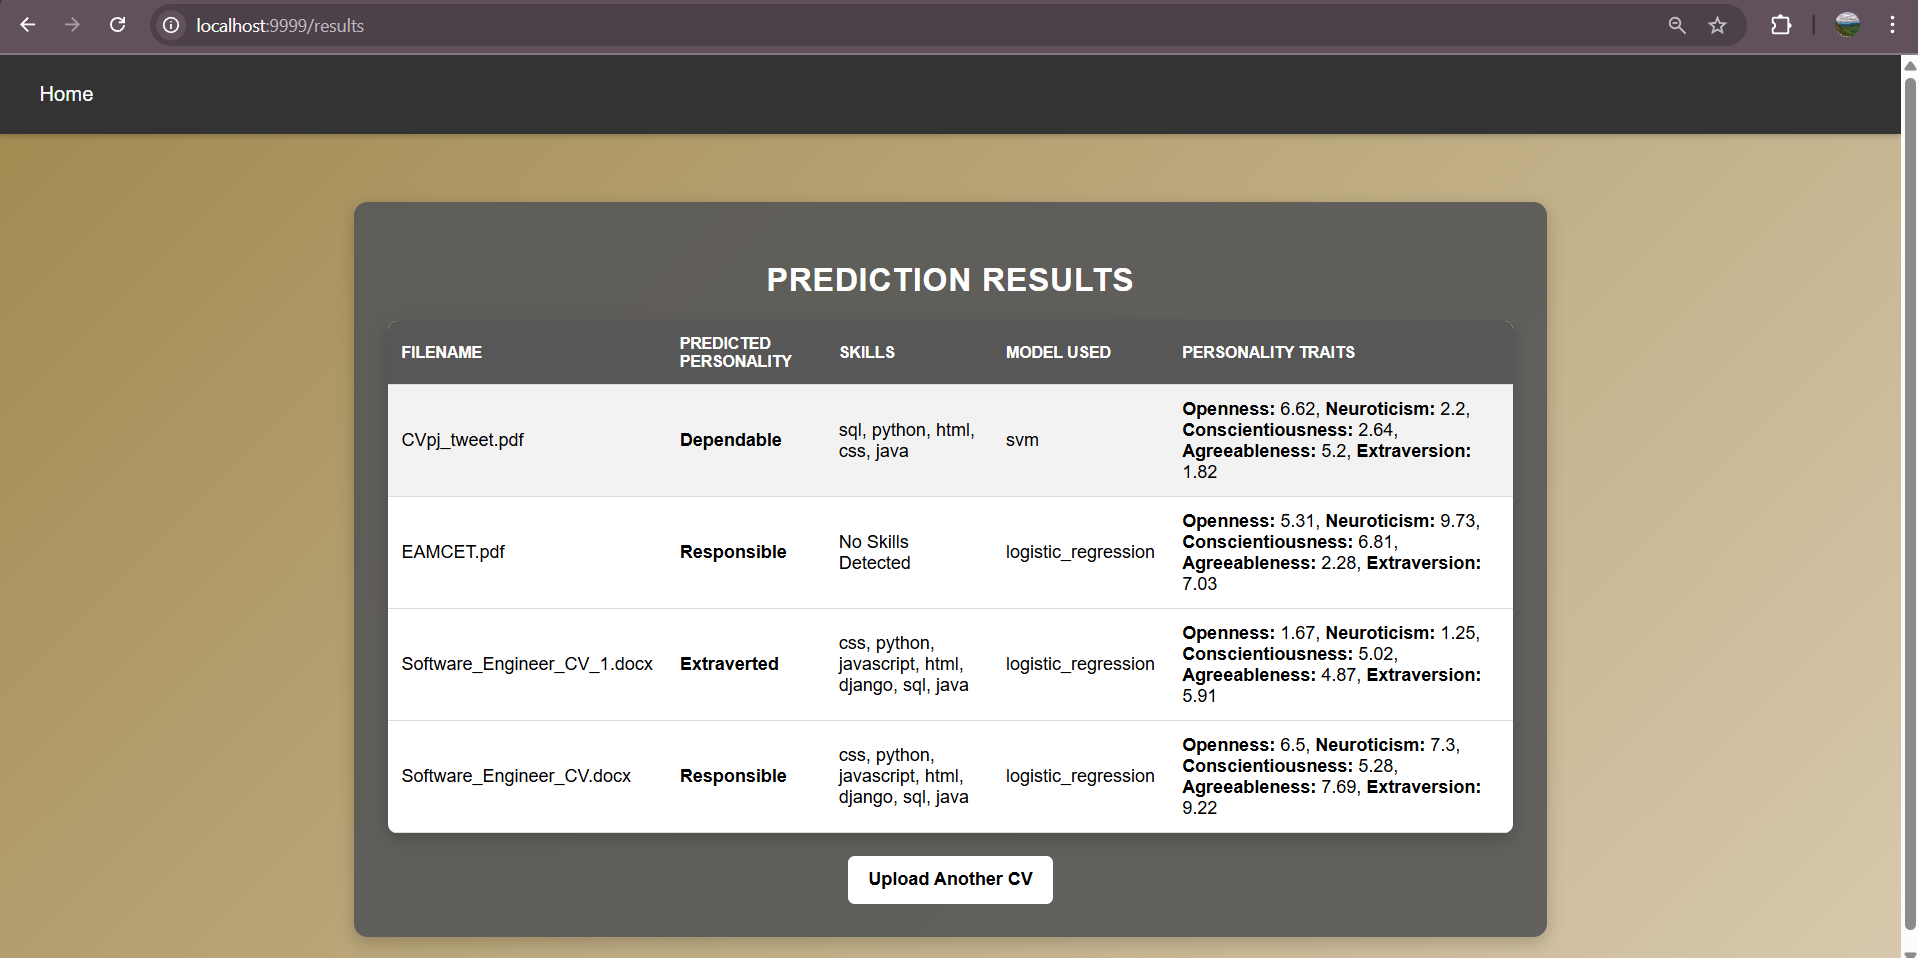 localhost:9999/results
Home
PREDICTION RESULTS
FILENAME
PREDICTED
PERSONALITY
SKILLS
MODEL USED
PERSONALITY TRAITS
CVpj_tweet.pdf
Dependable
sql, python, html,
css, java
svm
Openness: 6.62, Neuroticism: 2.2,
Conscientiousness: 2.64,
Agreeableness: 5.2, Extraversion:
1.82
EAMCET.pdf
Responsible
No Skills
Detected
logistic_regression
Openness: 5.31, Neuroticism: 9.73,
Conscientiousness: 6.81,
Agreeableness: 2.28, Extraversion:
7.03
Software_Engineer_CV_1.docx
Extraverted
css, python,
javascript, html,
django, sql, java
logistic_regression
Openness: 1.67, Neuroticism: 1.25,
Conscientiousness: 5.02,
Agreeableness: 4.87, Extraversion:
5.91
Software_Engineer_CV.docx
Responsible
css, python,
javascript, html,
django, sql, java
logistic_regression
Openness: 6.5, Neuroticism: 7.3,
Conscientiousness: 5.28,
Agreeableness: 7.69, Extraversion:
9.22
Upload Another CV